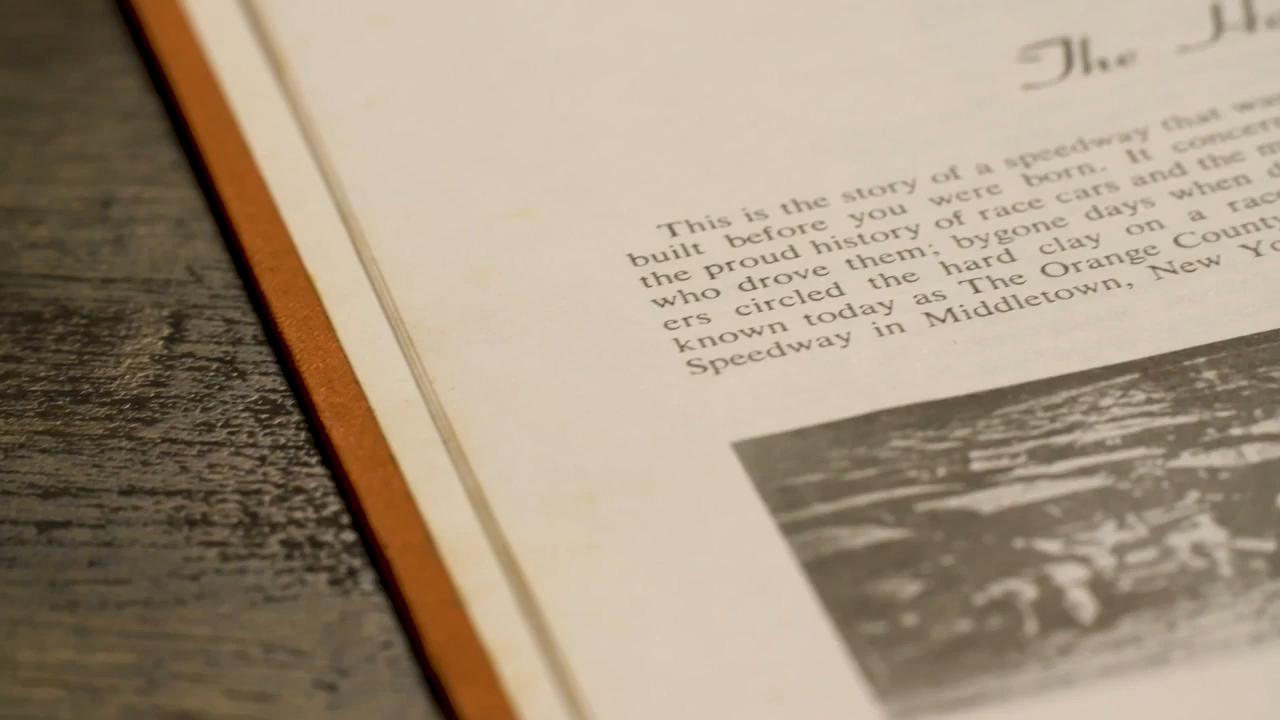 The
This is the story of a speedway that was
built before you were born. It concern
the proud history of race cars and the m
who drove them; bygone days when d
ers circled the hard clay on a race
known today as The Orange County
Speedway in Middletown, New Yo